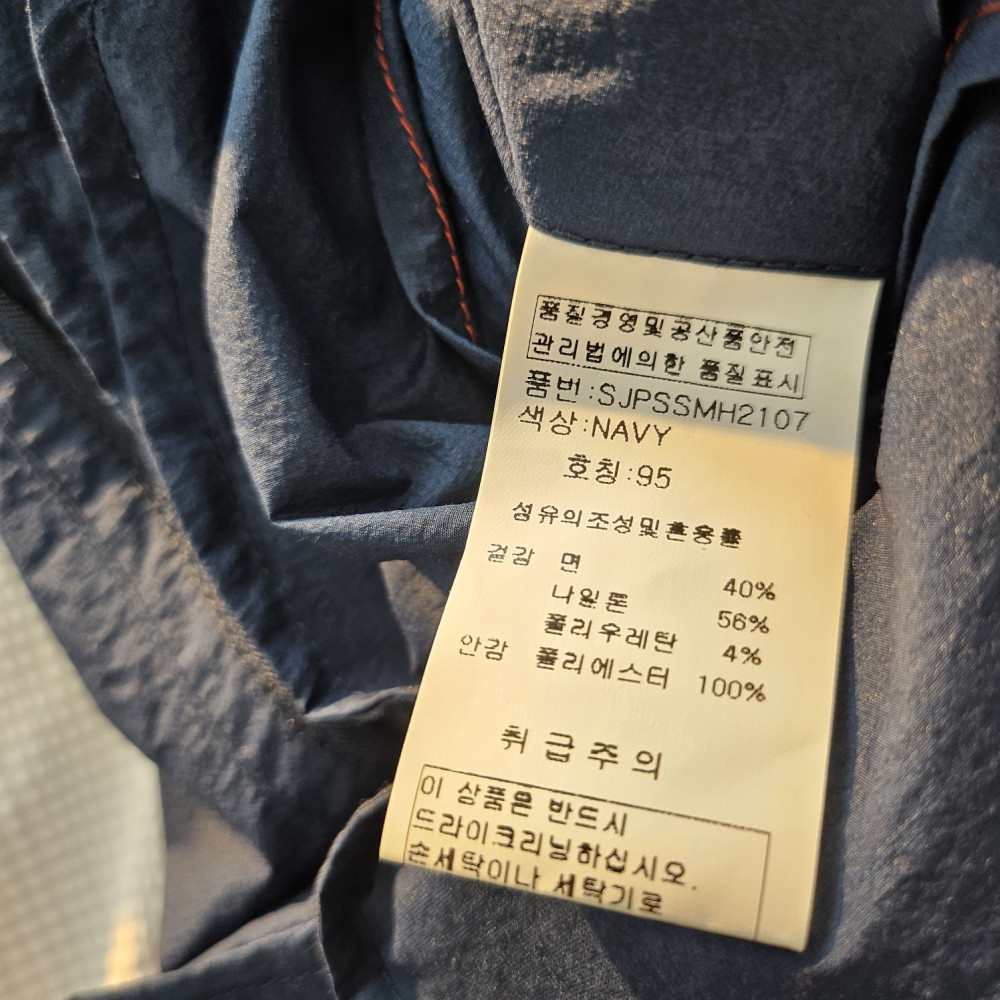 품질경영및공산품안전
관리법에의한 품질표시
품번:SJPSSMH2107
색상:NAVY
호칭:95
섬유의조성및혼용률
겉감 면 40%
나일론 56%
폴리우레탄 4%
안감 폴리에스터 100%
취급주의
이 상품은 반드시
드라이크리닝하십시오.
손세탁이나 세탁기로